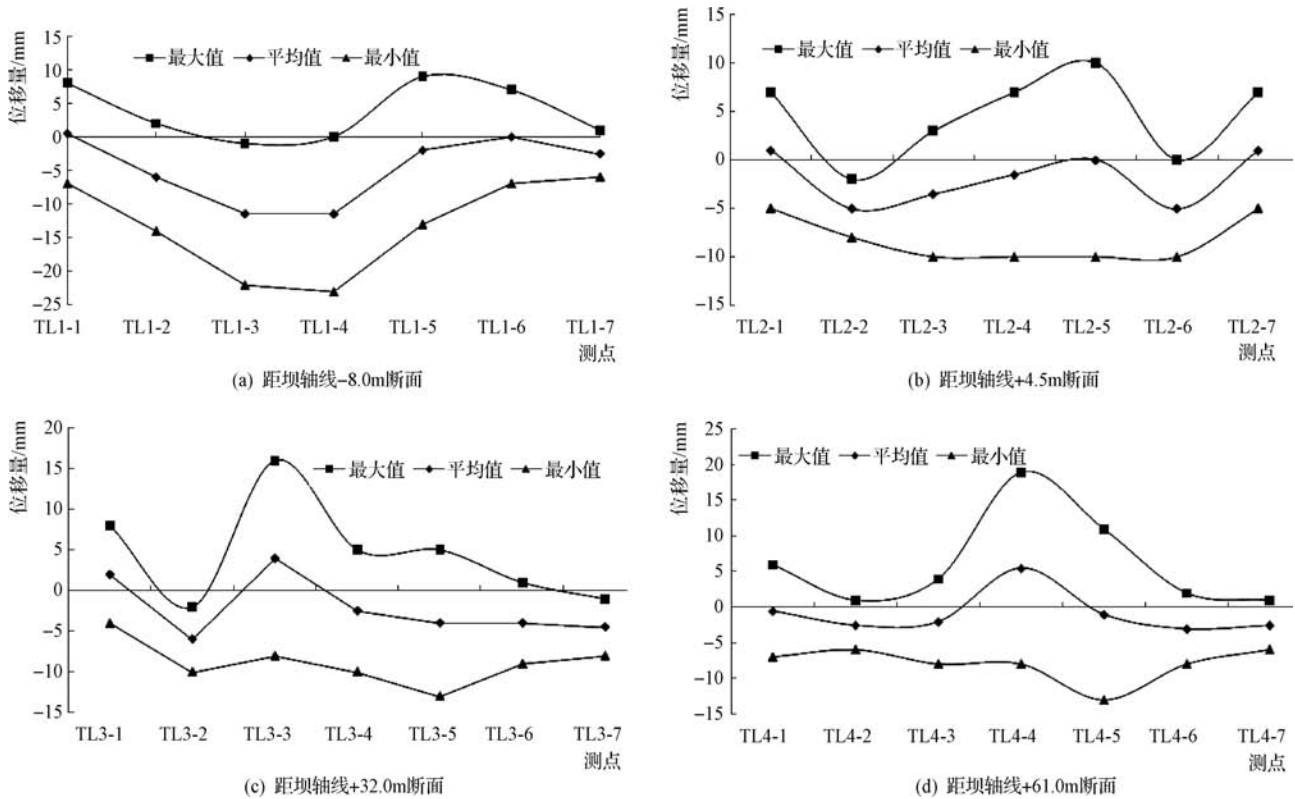 15
10
5
0
−5
−10
−15
−20
−25
位移量/mm
最大值 平均值 最小值
TL1-1 TL1-2 TL1-3 TL1-4 TL1-5 TL1-6 TL1-7
测点
(a) 距坝轴线−8.0m断面
15
10
5
0
−5
−10
−15
位移量/mm
最大值 平均值 最小值
TL2-1 TL2-2 TL2-3 TL2-4 TL2-5 TL2-6 TL2-7
测点
(b) 距坝轴线+4.5m断面
20
15
10
5
0
−5
−10
−15
位移量/mm
最大值 平均值 最小值
TL3-1 TL3-2 TL3-3 TL3-4 TL3-5 TL3-6 TL3-7
测点
(c) 距坝轴线+32.0m断面
25
20
15
10
5
0
−5
−10
−15
位移量/mm
最大值 平均值 最小值
TL4-1 TL4-2 TL4-3 TL4-4 TL4-5 TL4-6 TL4-7
测点
(d) 距坝轴线+61.0m断面